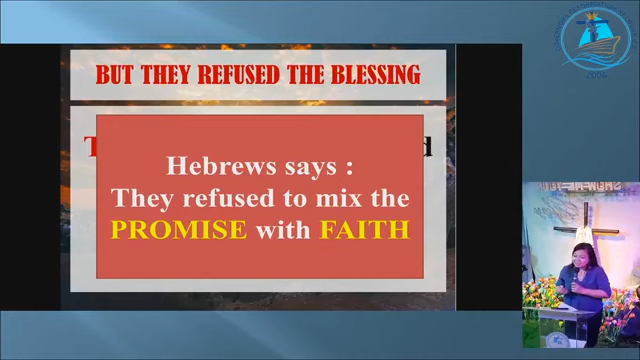 BUT THEY REFUSED THE BLESSING
T
d
Hebrews says :
They refused to mix the
PROMISE with FAITH
2006